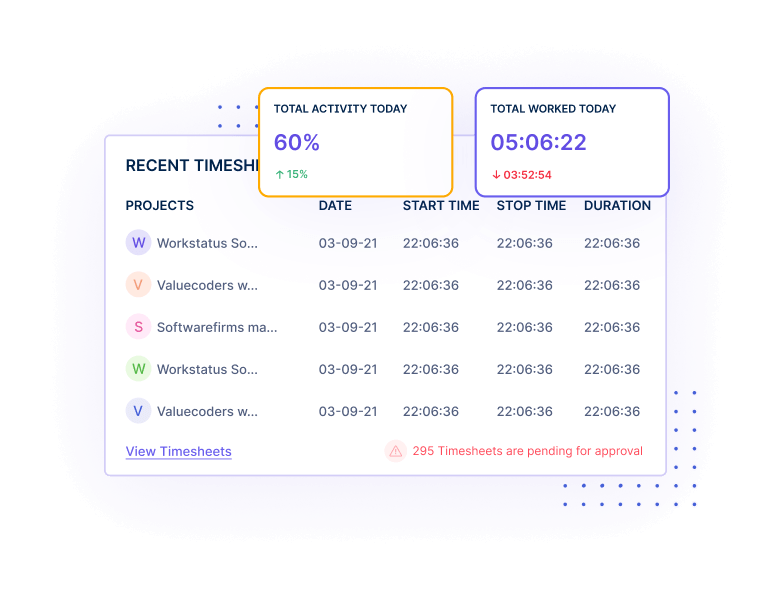 TOTAL ACTIVITY TODAY
60%
↑ 15%
TOTAL WORKED TODAY
05:06:22
↓ 03:52:54
RECENT
PROJECTS DATE START TIME STOP TIME DURATION
W Workstatus So... 03-09-21 22:06:36 22:06:36 22:06:36
V Valuecoders w... 03-09-21 22:06:36 22:06:36 22:06:36
S Softwarefirms ma... 03-09-21 22:06:36 22:06:36 22:06:36
W Workstatus So... 03-09-21 22:06:36 22:06:36 22:06:36
V Valuecoders w... 03-09-21 22:06:36 22:06:36 22:06:36
View Timesheets 295 Timesheets are pending for approval